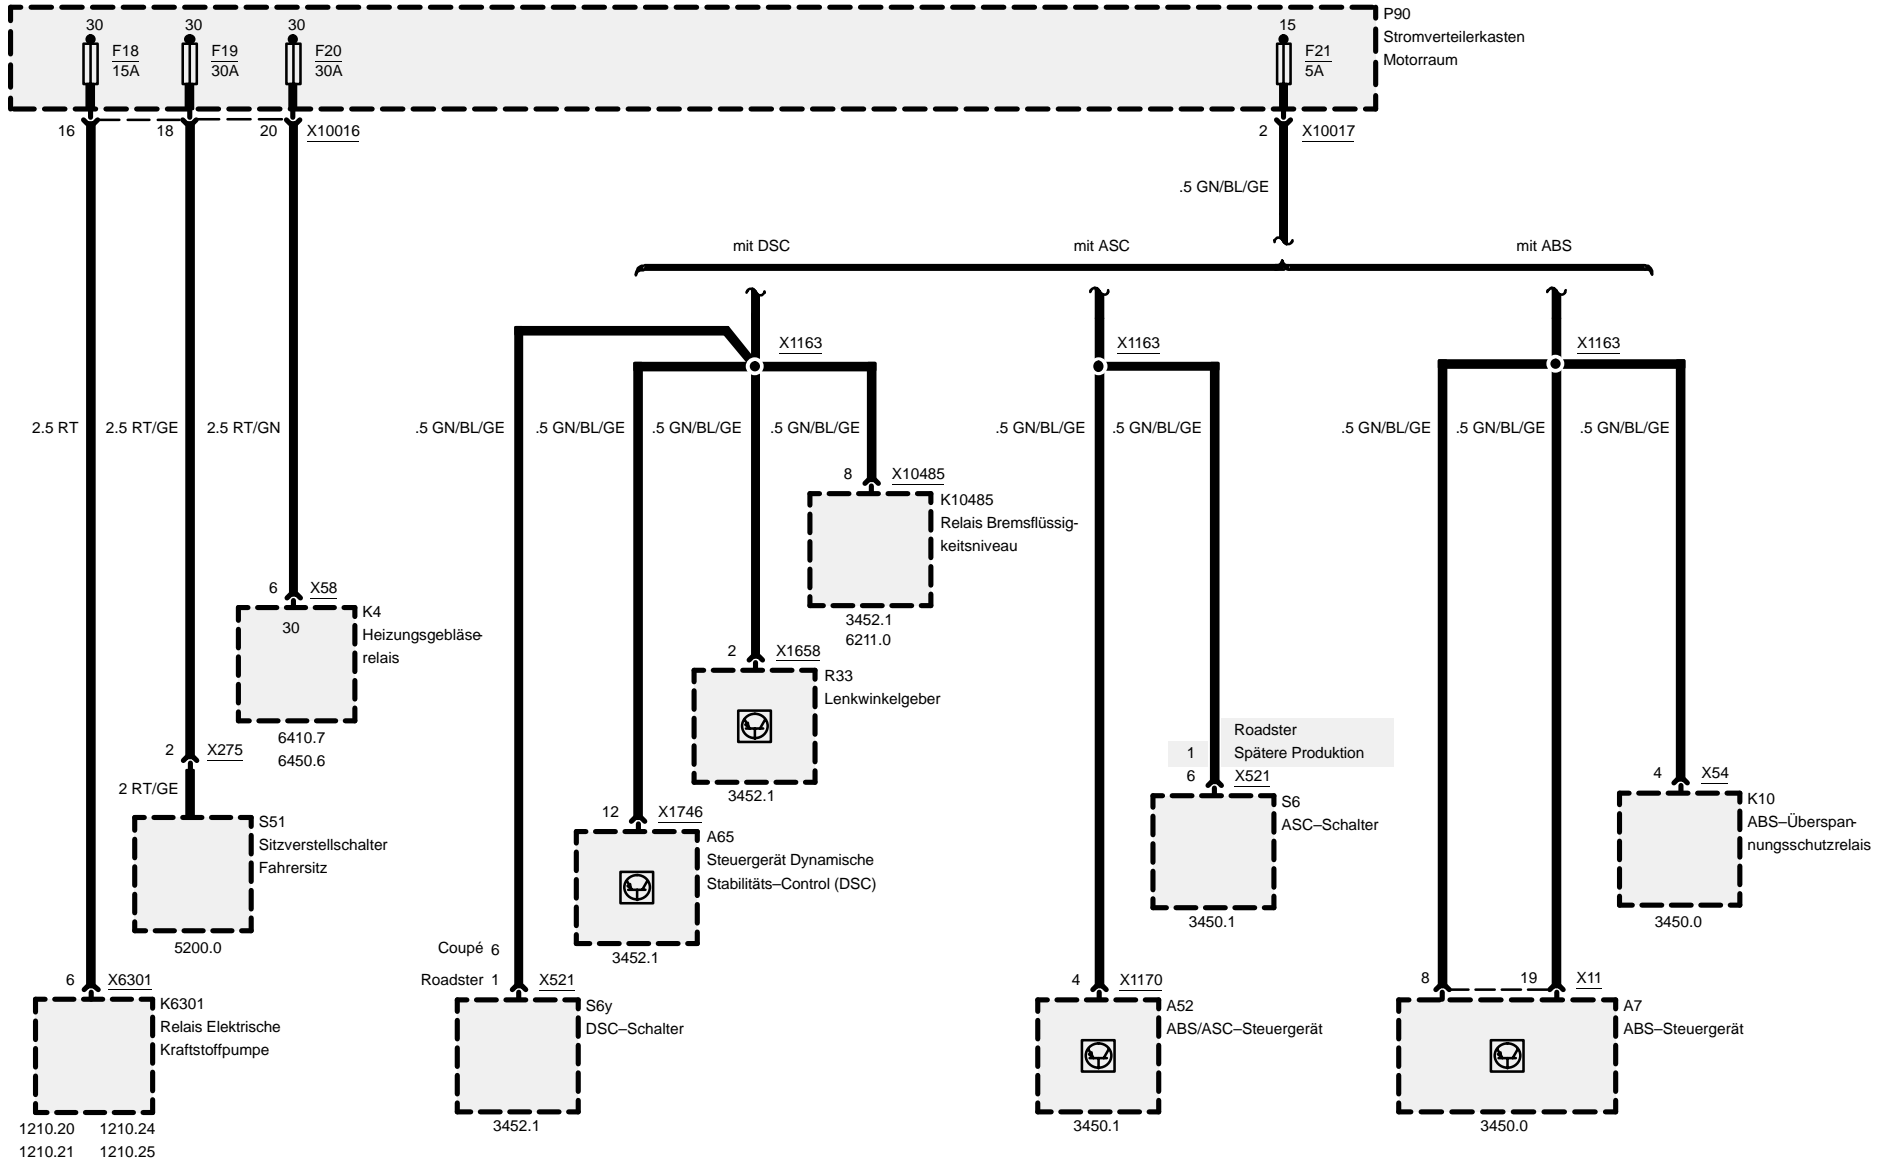 30
30
30
15
P90
Stromverteilerkasten
Motorraum
F18
15A
F19
30A
F20
30A
F21
5A
16
18
20
X10016
2
X10017
.5 GN/BL/GE
mit DSC
mit ASC
mit ABS
X1163
X1163
X1163
2.5 RT
2.5 RT/GE
2.5 RT/GN
.5 GN/BL/GE
.5 GN/BL/GE
.5 GN/BL/GE
.5 GN/BL/GE
.5 GN/BL/GE
.5 GN/BL/GE
.5 GN/BL/GE
.5 GN/BL/GE
.5 GN/BL/GE
8
X10485
K10485
Relais Bremsflüssig-
keitsniveau
3452.1
6211.0
6
X58
30
K4
Heizungsgebläse-
relais
6410.7
6450.6
2
X1658
R33
Lenkwinkelgeber
3452.1
2
X275
2 RT/GE
S51
Sitzverstellschalter
Fahrersitz
5200.0
12
X1746
A65
Steuergerät Dynamische
Stabilitäts–Control (DSC)
3452.1
Roadster
1
Spätere Produktion
6
X521
S6
ASC–Schalter
3450.1
4
X54
K10
ABS–Überspan-
nungsschutzrelais
3450.0
6
X6301
K6301
Relais Elektrische
Kraftstoffpumpe
1210.20
1210.24
1210.21
1210.25
Coupé 6
Roadster 1
X521
S6y
DSC–Schalter
3452.1
4
X1170
A52
ABS/ASC–Steuergerät
3450.1
8
19
X11
A7
ABS–Steuergerät
3450.0